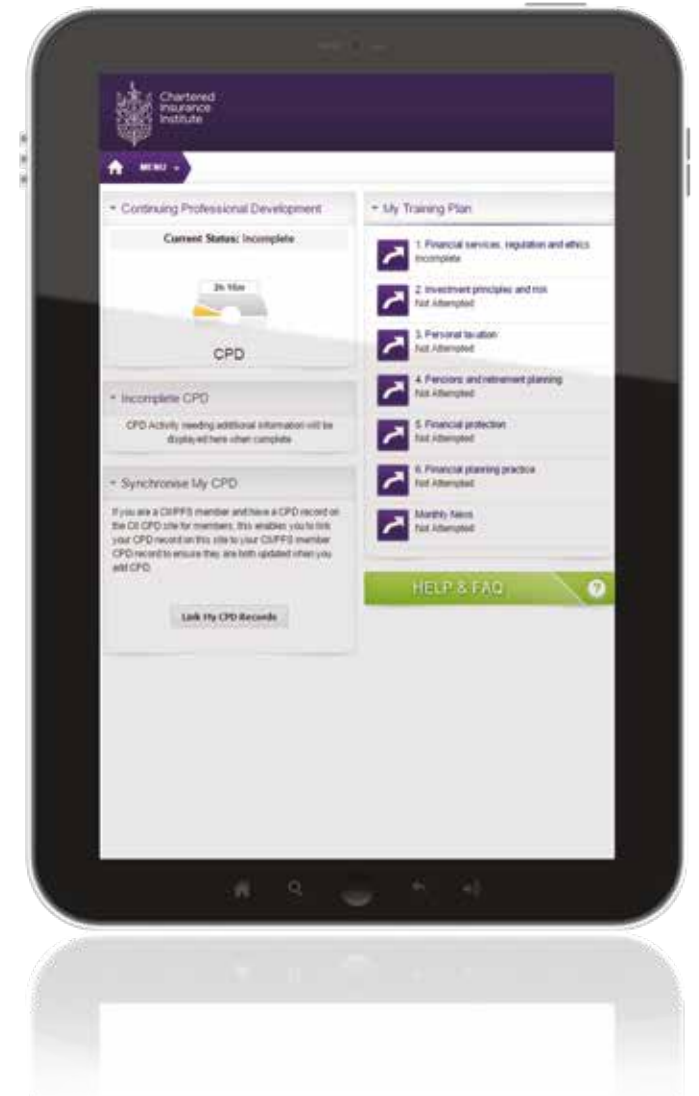 Chartered
Insurance
Institute
MENU
Continuing Professional Development
Current Status: Incomplete
CPD
Incomplete CPD
CPD Activity needing additional information will be
displayed here when complete
Synchronise My CPD
If you are a CII/PFS member and have a CPD record on
the CII CPD site for members, this enables you to link
your CPD record on this site to your CII/PFS member
CPD record to ensure they are both updated when you
add CPD.
Link My CPD Records
My Training Plan
1. Financial services, regulation and ethics
Incomplete
2. Investment principles and risk
Not Attempted
3. Personal taxation
Not Attempted
4. Pensions and retirement planning
Not Attempted
5. Financial protection
Not Attempted
6. Financial planning practice
Not Attempted
Monthly News
Not Attempted
HELP & FAQ
?